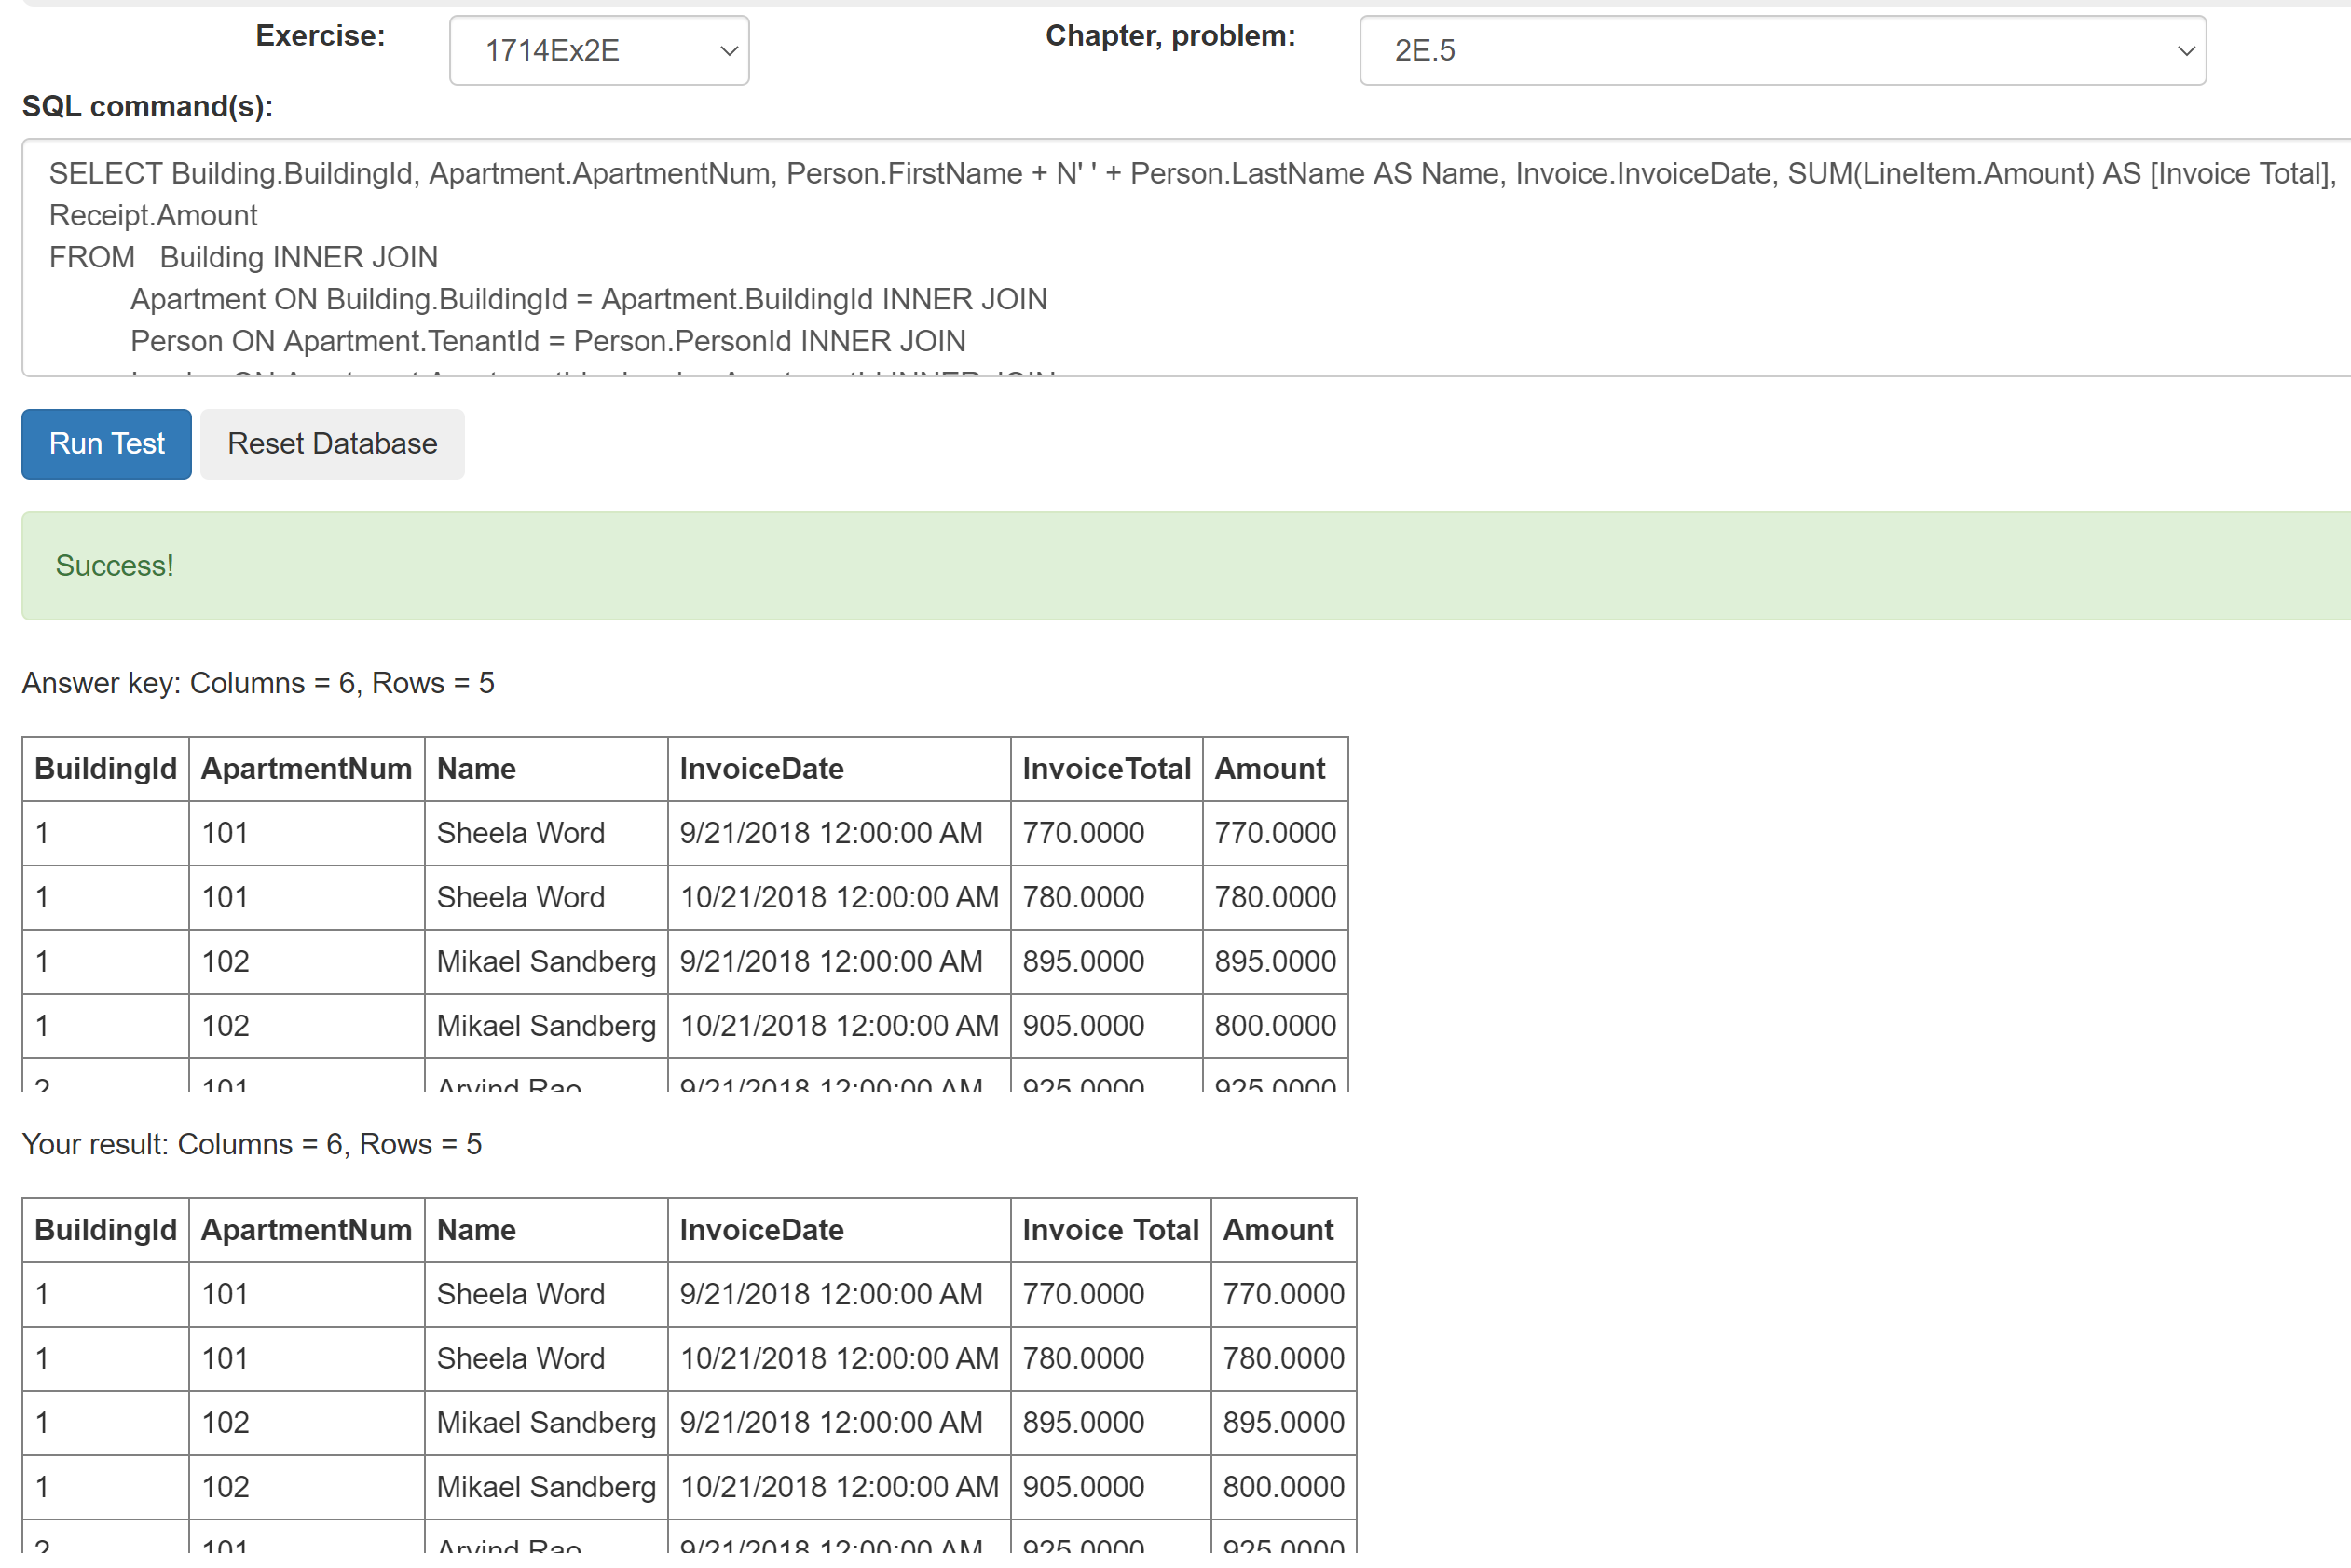 Exercise: 1714Ex2E Chapter, problem: 2E.5
SQL command(s):
SELECT Building.BuildingId, Apartment.ApartmentNum, Person.FirstName + N' ' + Person.LastName AS Name, Invoice.InvoiceDate, SUM(LineItem.Amount) AS [Invoice Total],
Receipt.Amount
FROM Building INNER JOIN
Apartment ON Building.BuildingId = Apartment.BuildingId INNER JOIN
Person ON Apartment.TenantId = Person.PersonId INNER JOIN
Run Test Reset Database
Success!
Answer key: Columns = 6, Rows = 5
BuildingId ApartmentNum Name InvoiceDate InvoiceTotal Amount
1 101 Sheela Word 9/21/2018 12:00:00 AM 770.0000 770.0000
1 101 Sheela Word 10/21/2018 12:00:00 AM 780.0000 780.0000
1 102 Mikael Sandberg 9/21/2018 12:00:00 AM 895.0000 895.0000
1 102 Mikael Sandberg 10/21/2018 12:00:00 AM 905.0000 800.0000
2 101 Arvind Rao 9/21/2018 12:00:00 AM 925.0000 925.0000
Your result: Columns = 6, Rows = 5
BuildingId ApartmentNum Name InvoiceDate Invoice Total Amount
1 101 Sheela Word 9/21/2018 12:00:00 AM 770.0000 770.0000
1 101 Sheela Word 10/21/2018 12:00:00 AM 780.0000 780.0000
1 102 Mikael Sandberg 9/21/2018 12:00:00 AM 895.0000 895.0000
1 102 Mikael Sandberg 10/21/2018 12:00:00 AM 905.0000 800.0000
2 101 Arvind Rao 9/21/2018 12:00:00 AM 925.0000 925.0000